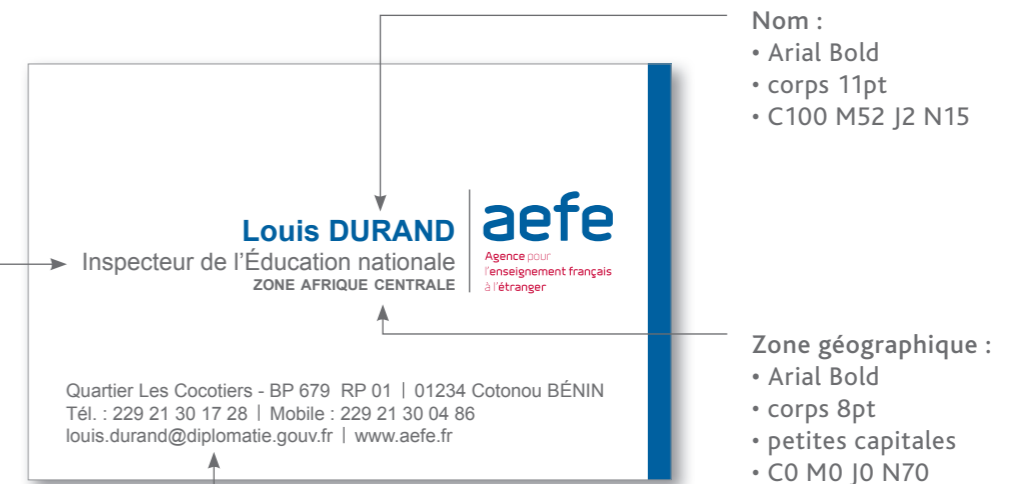 Nom :
• Arial Bold
• corps 11pt
• C100 M52 J2 N15
Louis DURAND
Inspecteur de l’Éducation nationale
ZONE AFRIQUE CENTRALE
aefe
Agence pour
l’enseignement français
à l’étranger
Quartier Les Cocotiers - BP 679 RP 01 | 01234 Cotonou BÉNIN
Tél. : 229 21 30 17 28 | Mobile : 229 21 30 04 86
louis.durand@diplomatie.gouv.fr | www.aefe.fr
Zone géographique :
• Arial Bold
• corps 8pt
• petites capitales
• C0 M0 J0 N70